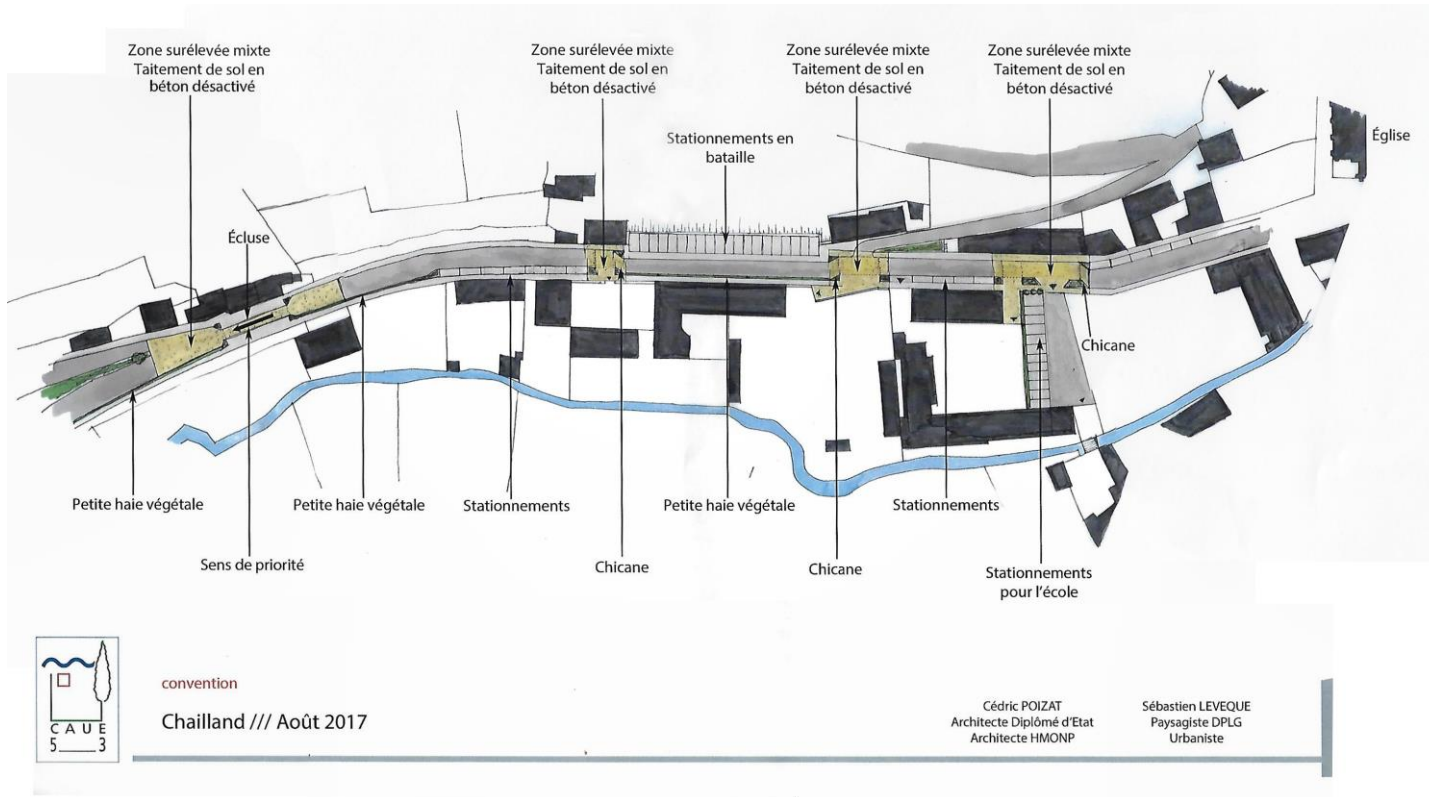 Zone surélevée mixte
Taitement de sol en
béton désactivé
Zone surélevée mixte
Taitement de sol en
béton désactivé
Zone surélevée mixte
Taitement de sol en
béton désactivé
Zone surélevée mixte
Taitement de sol en
béton désactivé
Stationnements en
bataille
Église
Écluse
Chicane
Petite haie végétale
Petite haie végétale
Stationnements
Petite haie végétale
Stationnements
Sens de priorité
Chicane
Chicane
Stationnements
pour l'école
C A U E
5 3
convention
Chailland /// Août 2017
Cédric POIZAT
Architecte Diplômé d'Etat
Architecte HMONP
Sébastien LEVEQUE
Paysagiste DPLG
Urbaniste